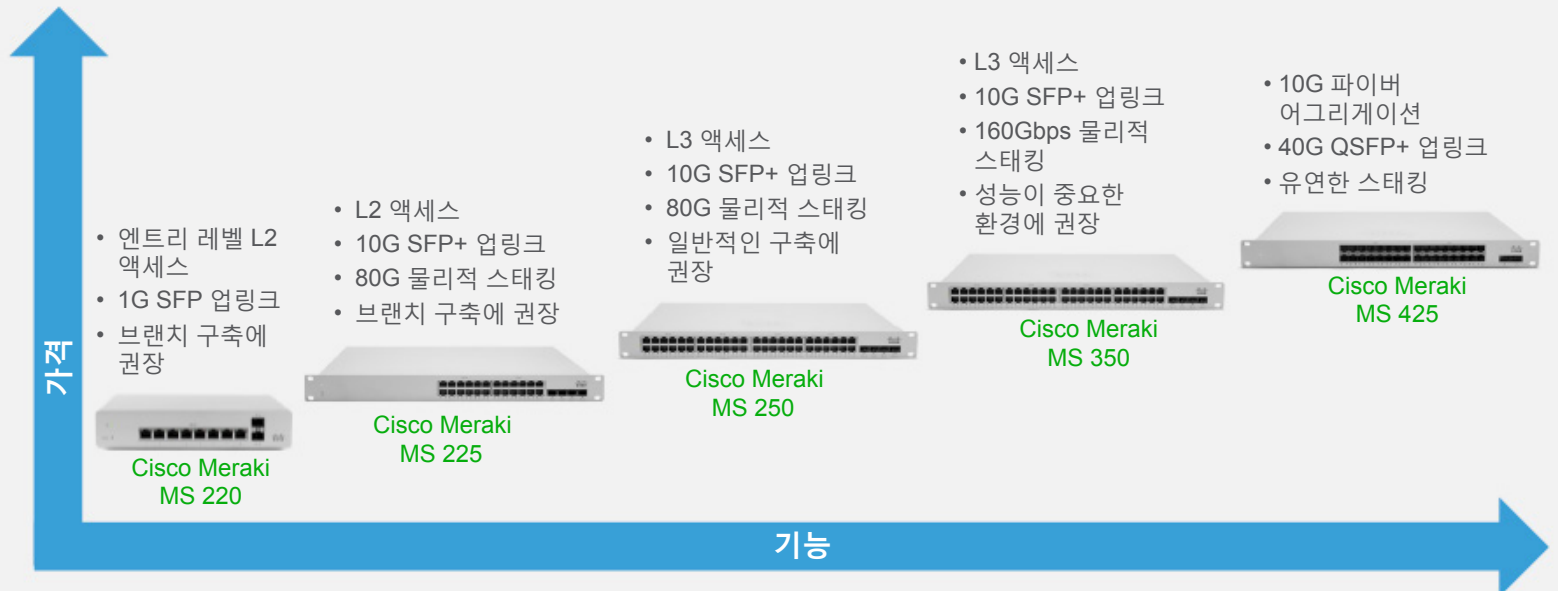 가격
• 엔트리 레벨 L2
액세스
• 1G SFP 업링크
• 브랜치 구축에
권장
Cisco Meraki
MS 220
• L2 액세스
• 10G SFP+ 업링크
• 80G 물리적 스태킹
• 브랜치 구축에 권장
Cisco Meraki
MS 225
• L3 액세스
• 10G SFP+ 업링크
• 80G 물리적 스태킹
• 일반적인 구축에
권장
Cisco Meraki
MS 250
• L3 액세스
• 10G SFP+ 업링크
• 160Gbps 물리적
스태킹
• 성능이 중요한
환경에 권장
Cisco Meraki
MS 350
• 10G 파이버
어그리게이션
• 40G QSFP+ 업링크
• 유연한 스태킹
Cisco Meraki
MS 425
기능